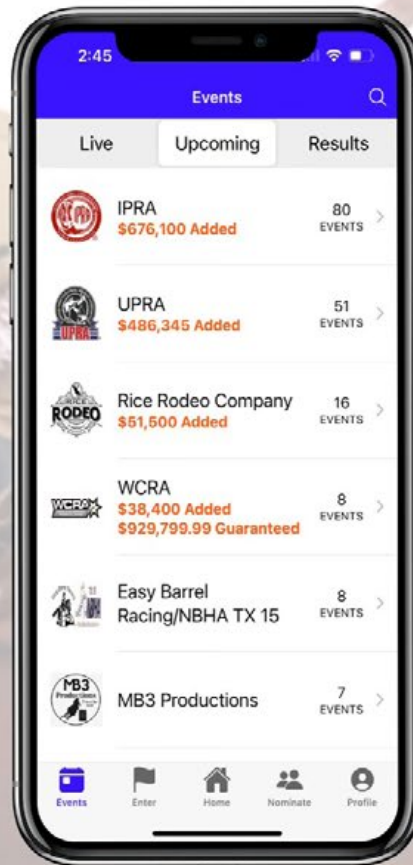 2:45
Events
Live Upcoming Results
IPRA
$676,100 Added
80
EVENTS
UPRA
UPRA
$486,345 Added
51
EVENTS
RICE
RODEO
Rice Rodeo Company
$51,500 Added
16
EVENTS
WCRA
WCRA
$38,400 Added
$929,799.99 Guaranteed
8
EVENTS
Easy Barrel
Racing/NBHA TX 15
8
EVENTS
MB3
Productions
MB3 Productions
7
EVENTS
Events Enter Home Nominate Profile